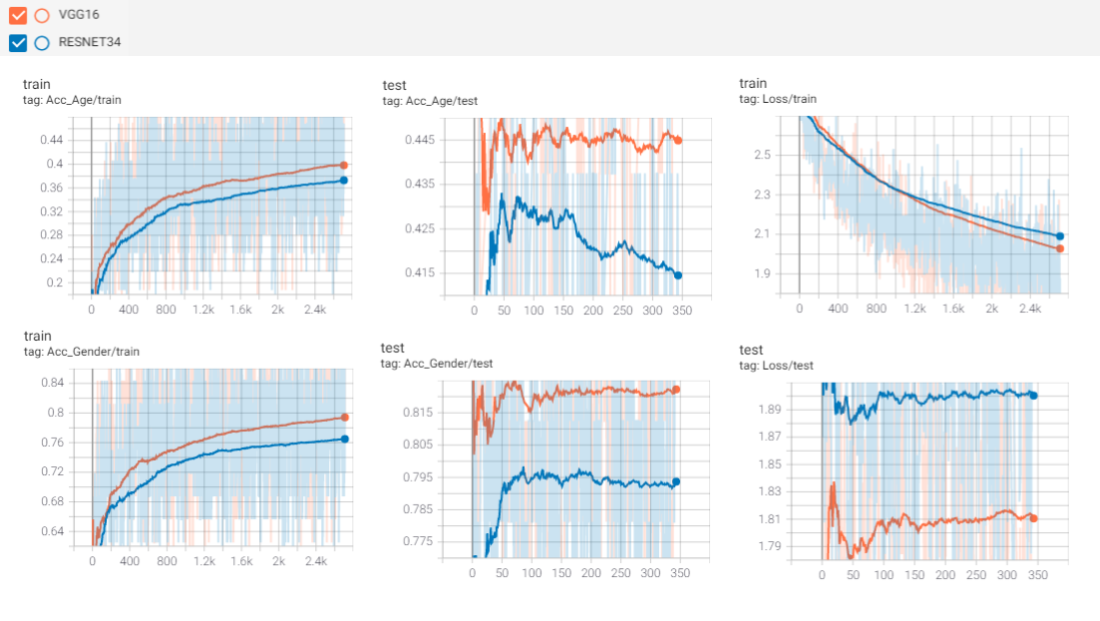 VGG16
RESNET34
train
tag: Acc_Age/train
0.44
0.4
0.36
0.32
0.28
0.24
0.2
0 400 800 1.2k 1.6k 2k 2.4k
test
tag: Acc_Age/test
0.445
0.435
0.425
0.415
0 50 100 150 200 250 300 350
train
tag: Loss/train
2.5
2.3
2.1
1.9
0 400 800 1.2k 1.6k 2k 2.4k
train
tag: Acc_Gender/train
0.84
0.8
0.76
0.72
0.68
0.64
0 400 800 1.2k 1.6k 2k 2.4k
test
tag: Acc_Gender/test
0.815
0.805
0.795
0.785
0.775
0 50 100 150 200 250 300 350
test
tag: Loss/test
1.89
1.87
1.85
1.83
1.81
1.79
0 50 100 150 200 250 300 350